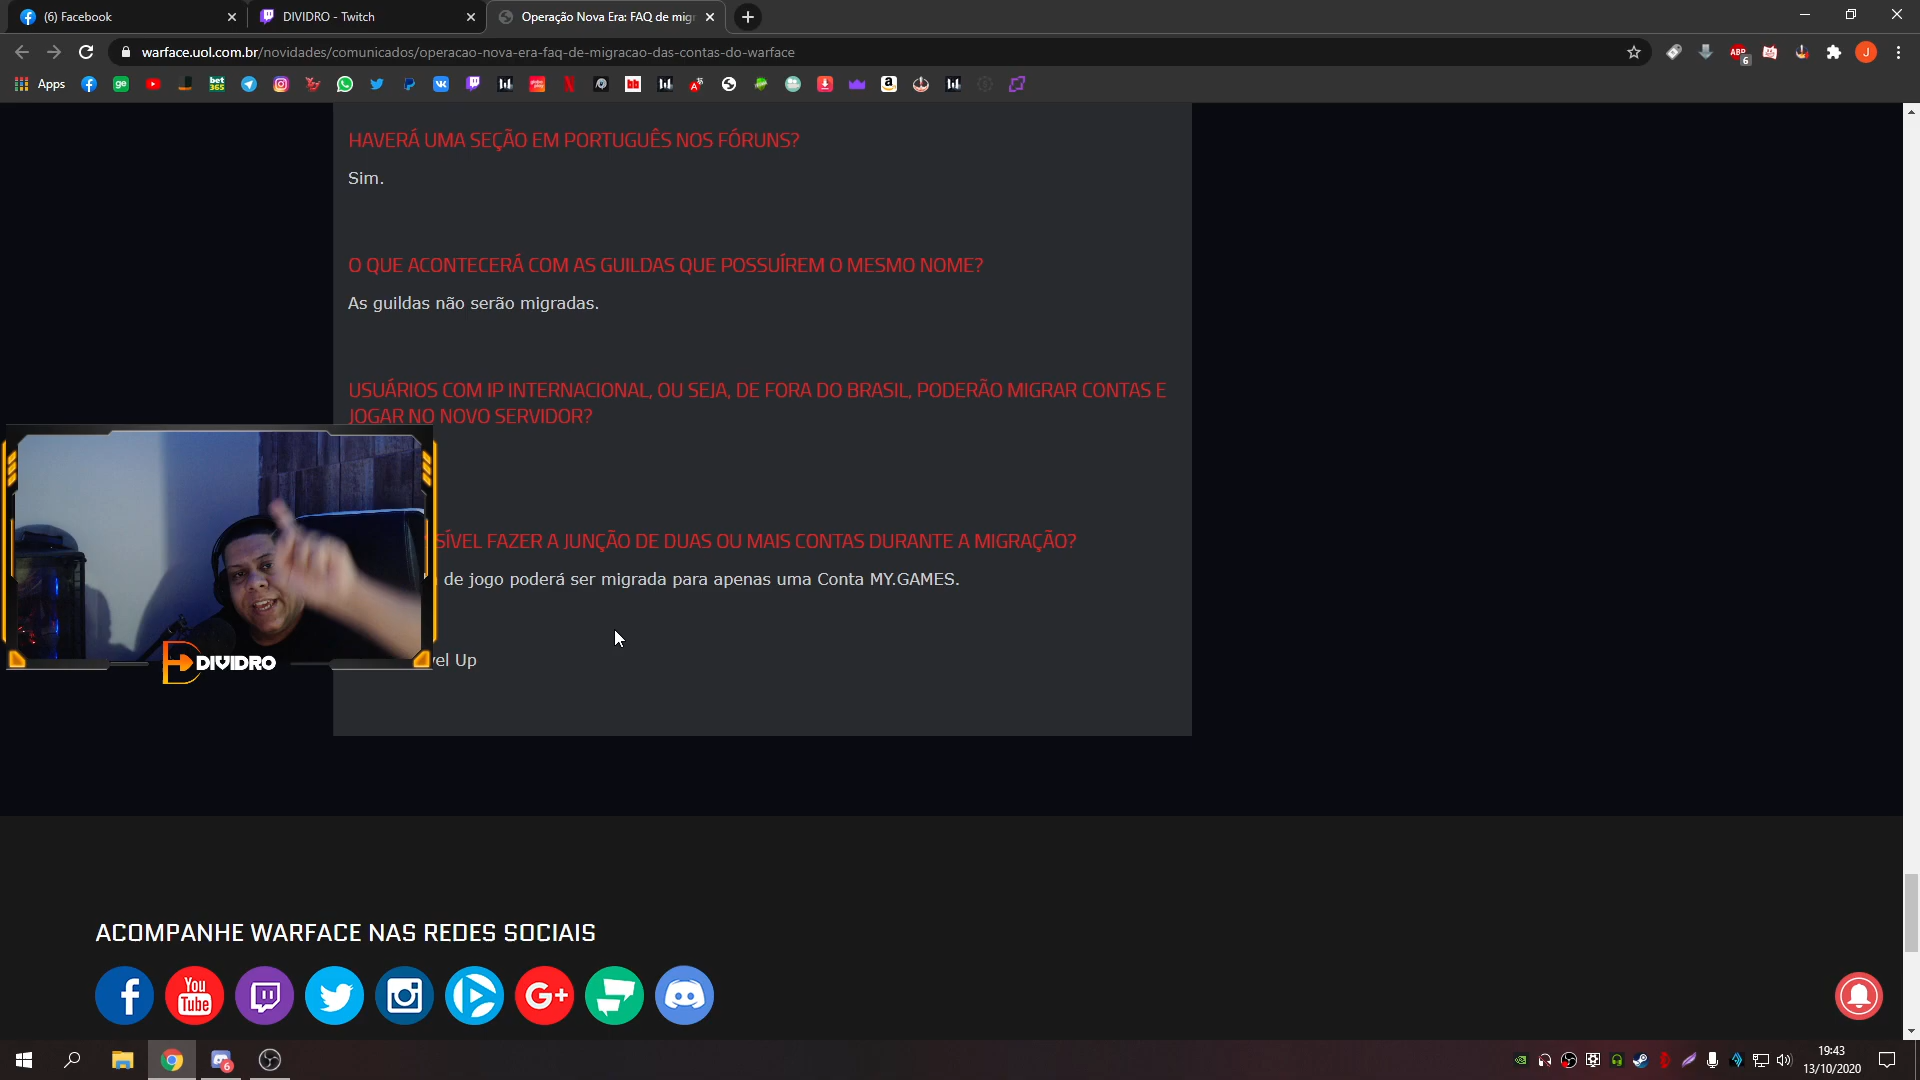 (6) Facebook
DIVIDRO - Twitch
Operação Nova Era: FAQ de migr
warface.uol.com.br/novidades/comunicados/operacao-nova-era-faq-de-migracao-das-contas-do-warface
Apps
HAVERÁ UMA SEÇÃO EM PORTUGUÊS NOS FÓRUNS?
Sim.
O QUE ACONTECERÁ COM AS GUILDAS QUE POSSUÍREM O MESMO NOME?
As guildas não serão migradas.
USUÁRIOS COM IP INTERNACIONAL, OU SEJA, DE FORA DO BRASIL, PODERÃO MIGRAR CONTAS E
JOGAR NO NOVO SERVIDOR?
SÍVEL FAZER A JUNÇÃO DE DUAS OU MAIS CONTAS DURANTE A MIGRAÇÃO?
de jogo poderá ser migrada para apenas uma Conta MY.GAMES.
vel Up
DIVIDRO
ACOMPANHE WARFACE NAS REDES SOCIAIS
You
Tube
G+
19:43
13/10/2020